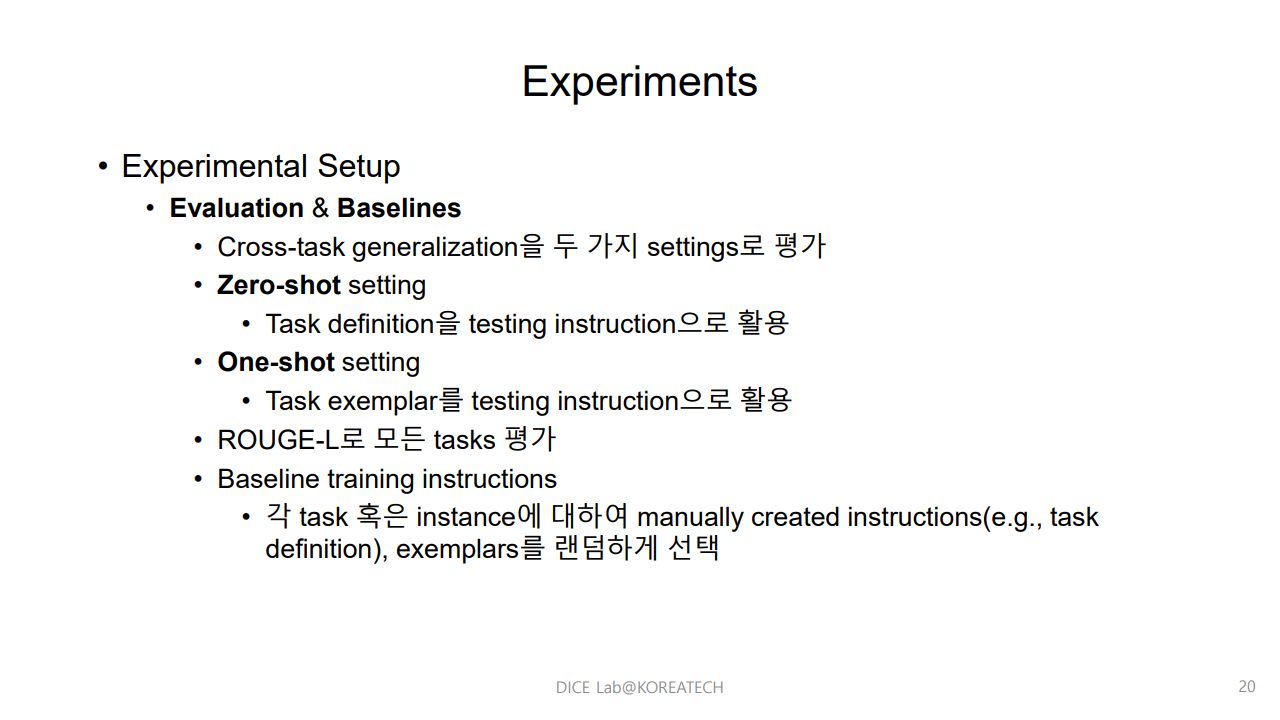 Experiments
• Experimental Setup
• Evaluation & Baselines
• Cross-task generalization을 두 가지 settings로 평가
• Zero-shot setting
• Task definition을 testing instruction으로 활용
• One-shot setting
• Task exemplar를 testing instruction으로 활용
• ROUGE-L로 모든 tasks 평가
• Baseline training instructions
• 각 task 혹은 instance에 대하여 manually created instructions(e.g., task
definition), exemplars를 랜덤하게 선택
DICE Lab@KOREATECH
20